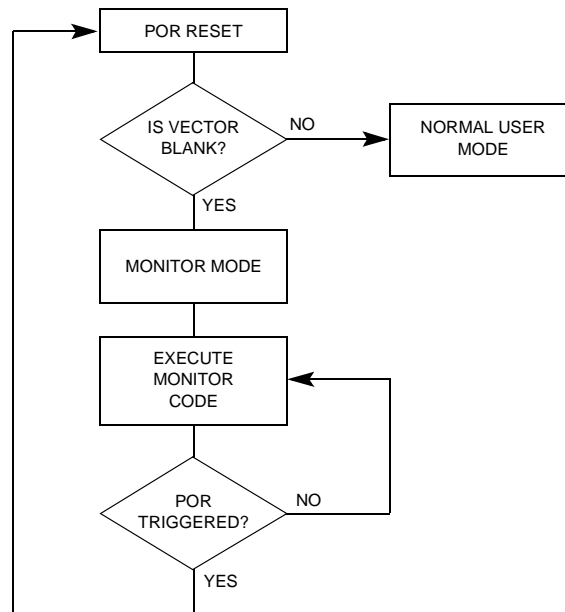 POR RESET
IS VECTOR
BLANK?
NO
NORMAL USER
MODE
YES
MONITOR MODE
EXECUTE
MONITOR
CODE
POR
TRIGGERED?
NO
YES